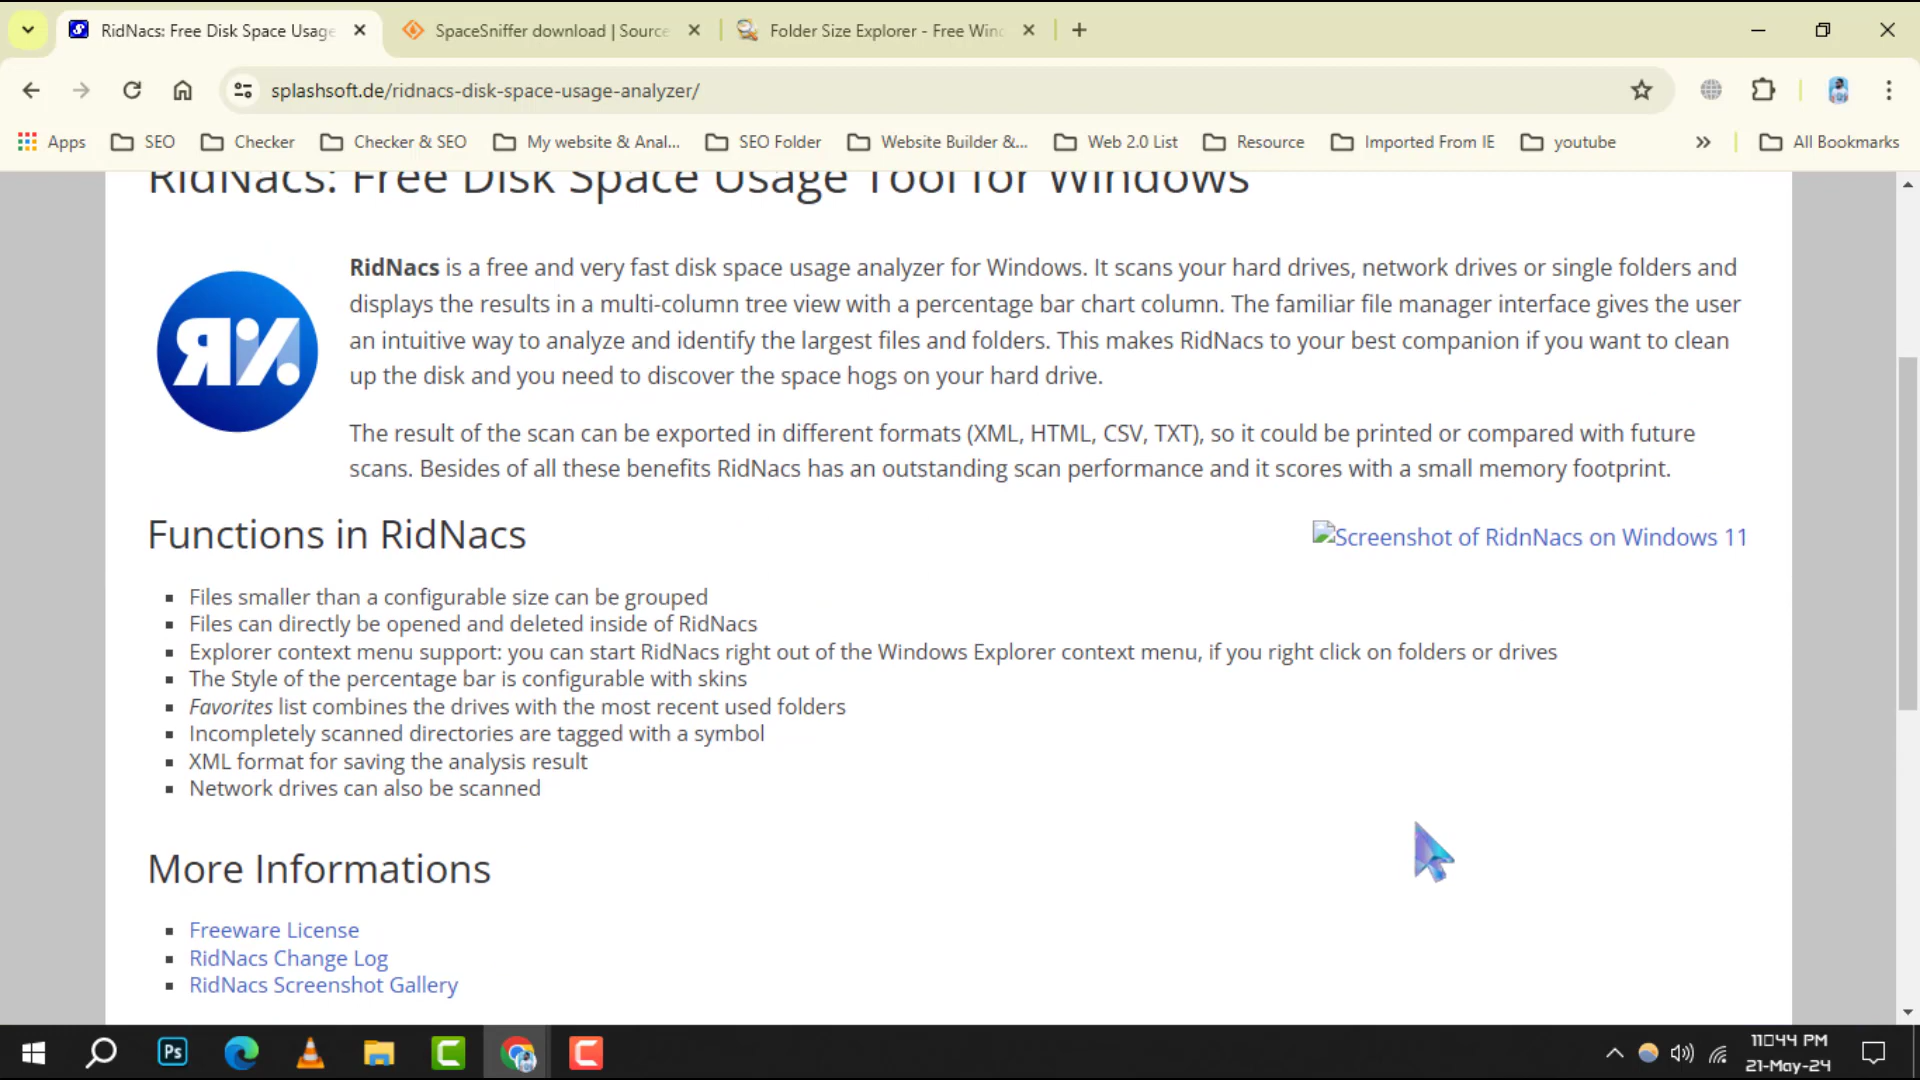 RidNacs: Free Disk Space Usage
SpaceSniffer download | Source
Folder Size Explorer - Free Wind
splashsoft.de/ridnacs-disk-space-usage-analyzer/
Apps SEO Checker Checker & SEO My website & Anal... SEO Folder Website Builder &... Web 2.0 List Resource Imported From IE youtube » All Bookmarks
RidNacs: Free Disk Space Usage Tool for Windows
RidNacs is a free and very fast disk space usage analyzer for Windows. It scans your hard drives, network drives or single folders and
displays the results in a multi-column tree view with a percentage bar chart column. The familiar file manager interface gives the user
an intuitive way to analyze and identify the largest files and folders. This makes RidNacs to your best companion if you want to clean
up the disk and you need to discover the space hogs on your hard drive.
The result of the scan can be exported in different formats (XML, HTML, CSV, TXT), so it could be printed or compared with future
scans. Besides of all these benefits RidNacs has an outstanding scan performance and it scores with a small memory footprint.
Functions in RidNacs
Screenshot of RidnNacs on Windows 11
Files smaller than a configurable size can be grouped
Files can directly be opened and deleted inside of RidNacs
Explorer context menu support: you can start RidNacs right out of the Windows Explorer context menu, if you right click on folders or drives
The Style of the percentage bar is configurable with skins
Favorites list combines the drives with the most recent used folders
Incompletely scanned directories are tagged with a symbol
XML format for saving the analysis result
Network drives can also be scanned
More Informations
Freeware License
RidNacs Change Log
RidNacs Screenshot Gallery
Ps
11□44 PM
21-May-24